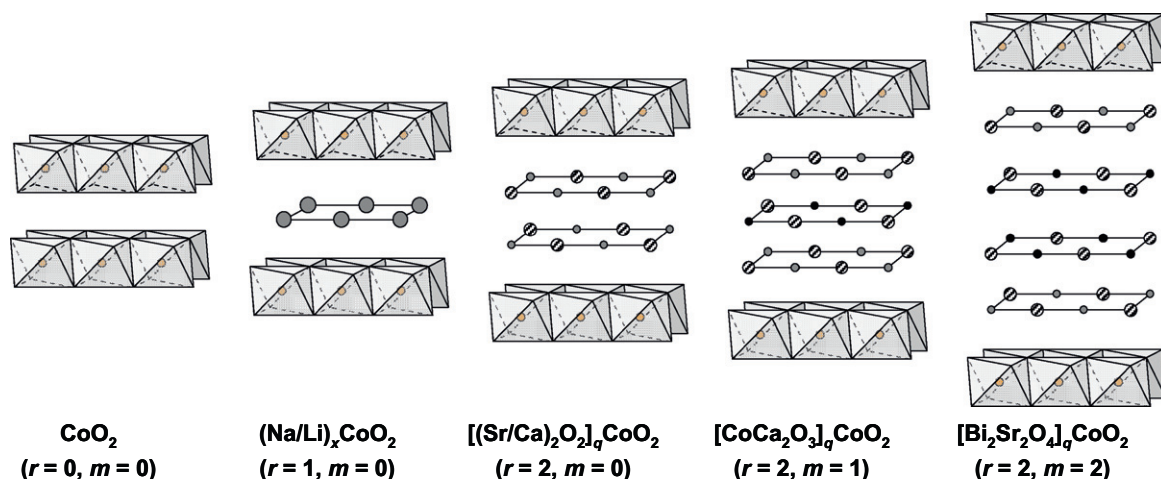 CoO₂
(r = 0, m = 0)
(Na/Li)ₓCoO₂
(r = 1, m = 0)
[(Sr/Ca)₂O₂]qCoO₂
(r = 2, m = 0)
[CoCa₂O₃]qCoO₂
(r = 2, m = 1)
[Bi₂Sr₂O₄]qCoO₂
(r = 2, m = 2)